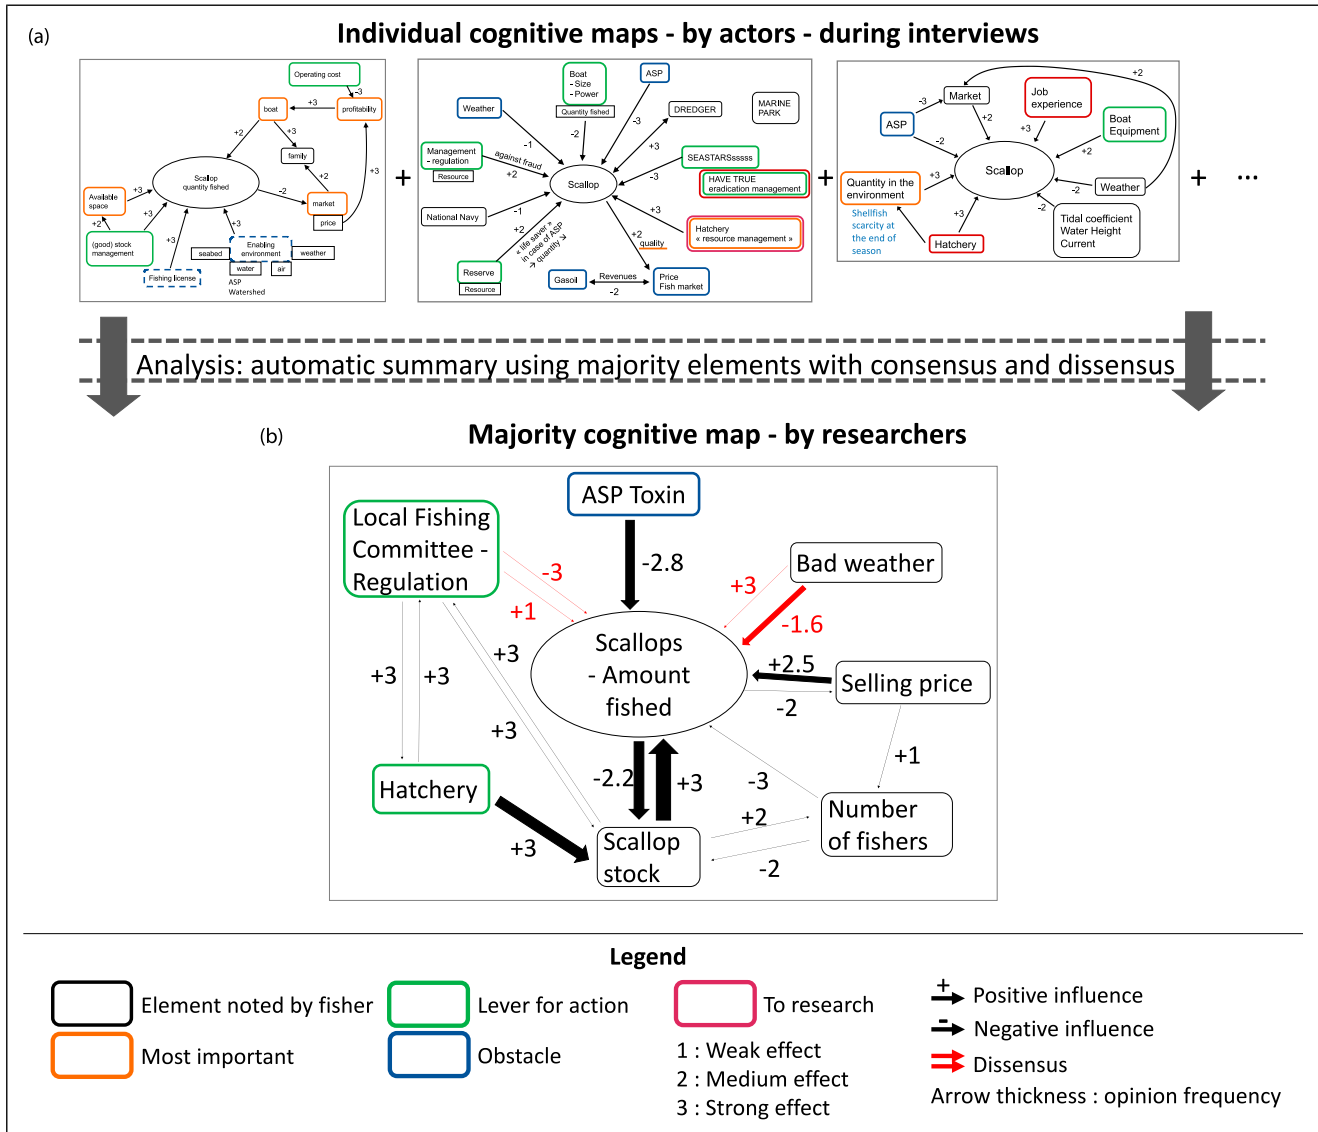 (a)
Individual cognitive maps - by actors - during interviews
Operating cost
-3
boat
+3
profitability
+2
+3
family
Scallop
quantity fished
+2
+3
-2
market
price
Available
space
+3
+2
+3
(good) stock
management
+3
Fishing license
+3
Enabling
environment
seabed
weather
water
air
ASP
Watershed
+
Boat
- Size
- Power
Quantity fished
ASP
Weather
DREDGER
MARINE
PARK
-2
-3
-1
+3
Management
- regulation
Resource
against fraud
+2
SEASTARSssss
-3
HAVE TRUE
eradication management
Scallop
National Navy
-1
+3
Hatchery
« resource management »
+2
« life saver »
in case of ASP
→ quantity ↘
+2
quality
Reserve
Resource
Gasoil
Revenues
-2
Price
Fish market
+
+2
-3
Market
Job
experience
ASP
+2
Boat
Equipment
-2
+3
+2
Scallop
Quantity in the
environment
+3
-2
Weather
Shellfish
scarcity at
the end of
season
+3
-2
Tidal coefficient
Water Height
Current
Hatchery
+ ...
Analysis: automatic summary using majority elements with consensus and dissensus
(b)
Majority cognitive map - by researchers
ASP Toxin
Local Fishing
Committee -
Regulation
-2.8
Bad weather
-3
+3
+1
-1.6
Scallops
- Amount
fished
+3
+2.5
Selling price
+3
+3
-2
+3
+1
Hatchery
-2.2
+3
-3
+2
Number
of fishers
+3
Scallop
stock
-2
Legend
Element noted by fisher
Lever for action
To research
+
Positive influence
-
Negative influence
Most important
Obstacle
1 : Weak effect
2 : Medium effect
3 : Strong effect
Dissensus
Arrow thickness : opinion frequency